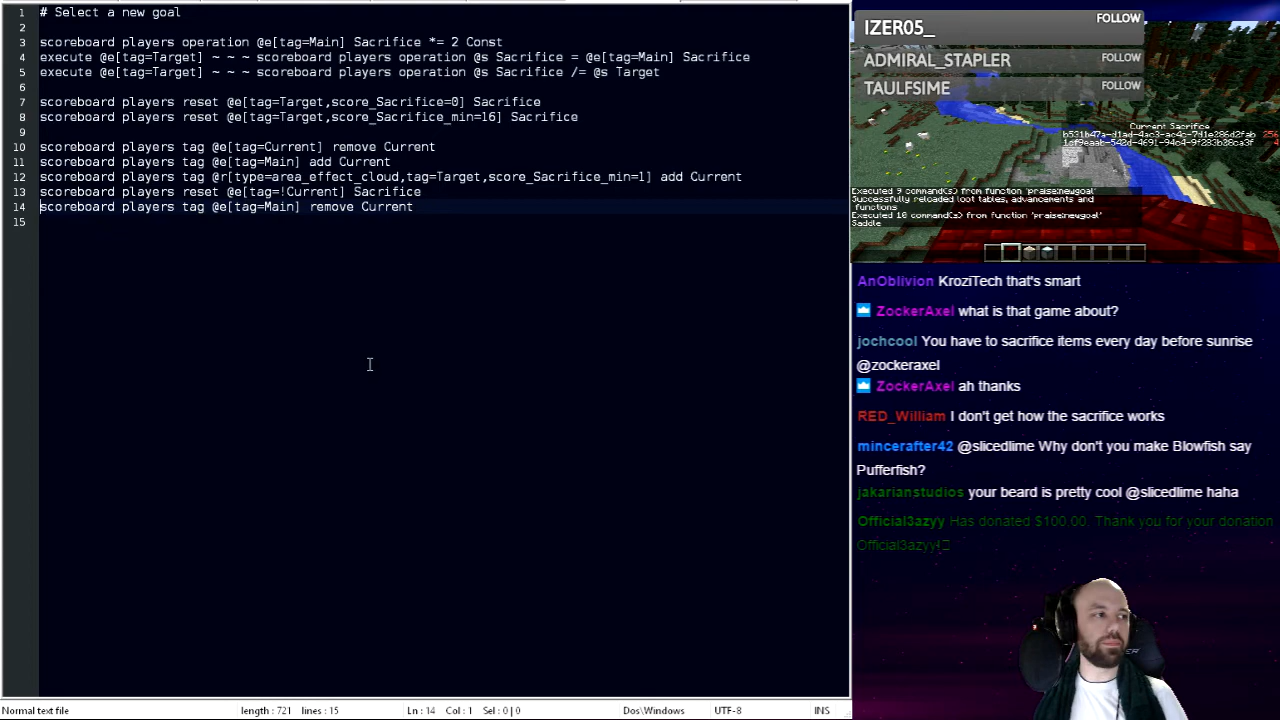 1 # Select a new goal
2
3 scoreboard players operation @e[tag=Main] Sacrifice *= 2 Const
4 execute @e[tag=Target] ~ ~ ~ scoreboard players operation @s Sacrifice = @e[tag=Main] Sacrifice
5 execute @e[tag=Target] ~ ~ ~ scoreboard players operation @s Sacrifice /= @s Target
6
7 scoreboard players reset @e[tag=Target,score_Sacrifice=0] Sacrifice
8 scoreboard players reset @e[tag=Target,score_Sacrifice_min=16] Sacrifice
9
10 scoreboard players tag @e[tag=Current] remove Current
11 scoreboard players tag @e[tag=Main] add Current
12 scoreboard players tag @r[type=area_effect_cloud,tag=Target,score_Sacrifice_min=1] add Current
13 scoreboard players reset @e[tag=!Current] Sacrifice
14 scoreboard players tag @e[tag=Main] remove Current
15
Normal text file length : 721 lines : 15 Ln : 14 Col : 1 Sel : 0 | 0 Dos\Windows UTF-8 INS
IZER05_ FOLLOW
ADMIRAL_STAPLER FOLLOW
TAULFSIME FOLLOW
Current Sacrifice
256
4
Executed 9 command(s) from function 'praise:newgoal'
Successfully reloaded loot tables, advancements and
functions
Executed 10 command(s) from function 'praise:newgoal'
Saddle
AnOblivion KroziTech that's smart
ZockerAxel what is that game about?
jochcool You have to sacrifice items every day before sunrise
@zockeraxel
ZockerAxel ah thanks
RED_William I don't get how the sacrifice works
mincerafter42 @slicedlime Why don't you make Blowfish say
Pufferfish?
jakarianstudios your beard is pretty cool @slicedlime haha
Official3azyy Has donated $100.00. Thank you for your donation
Official3azyy